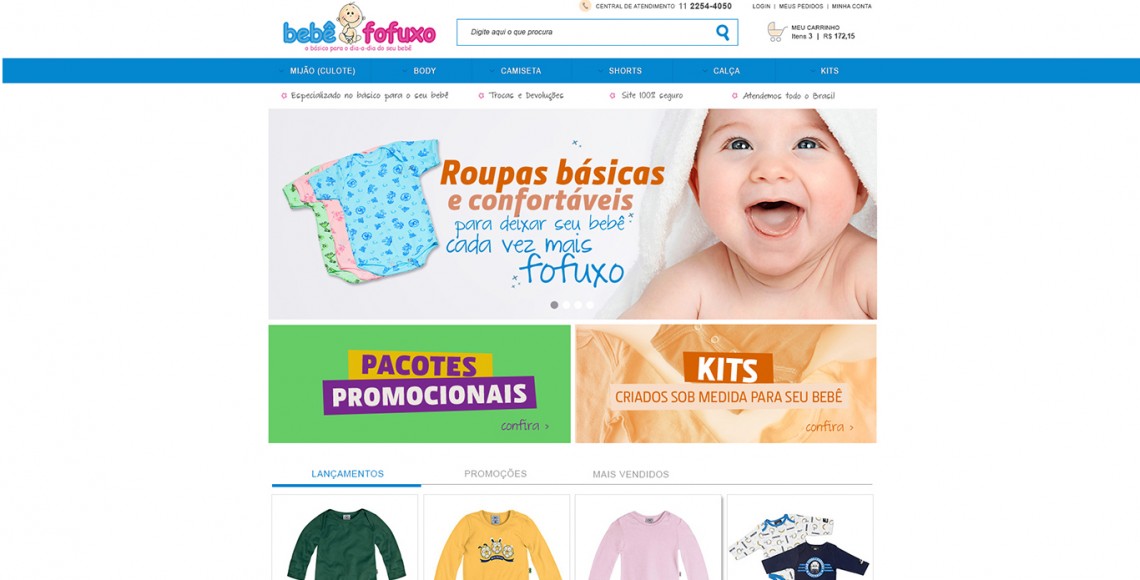 CENTRAL DE ATENDIMENTO 11 2254-4050
LOGIN | MEUS PEDIDOS | MINHA CONTA
bebê fofuxo
o básico para o dia-a-dia do seu bebê
Digite aqui o que procura
MEU CARRINHO
Itens 3 | R$ 172,15
MIJÃO (CULOTE) BODY CAMISETA SHORTS CALÇA KITS
Especializado no básico para o seu bebê Trocas e Devoluções Site 100% seguro Atendemos todo o Brasil
Roupas básicas
e confortáveis
para deixar seu bebê
cada vez mais
fofuxo
PACOTES
PROMOCIONAIS
confira >
KITS
CRIADOS SOB MEDIDA PARA SEU BEBÊ
confira >
LANÇAMENTOS PROMOÇÕES MAIS VENDIDOS